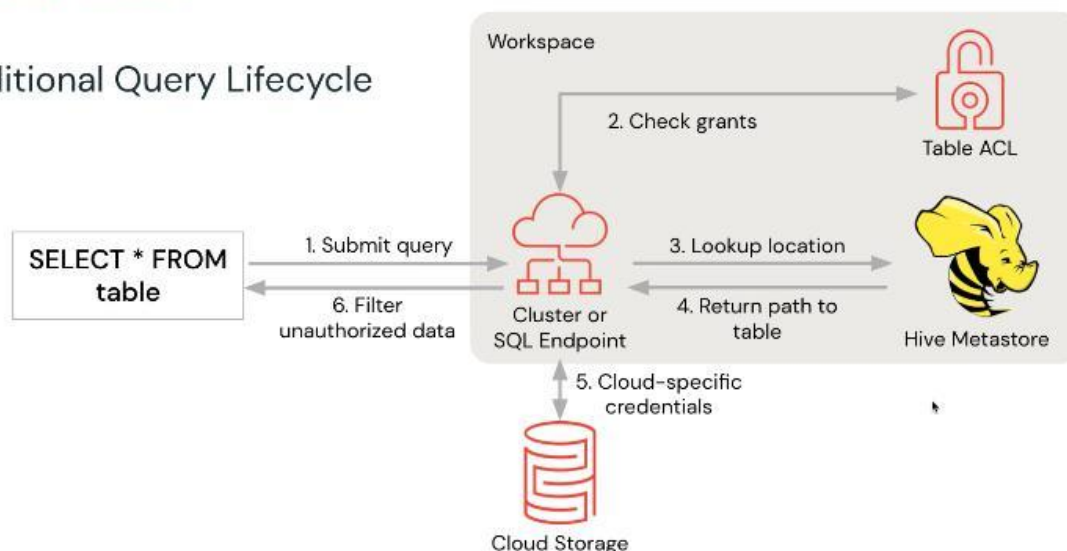 ditional Query Lifecycle
Workspace
2. Check grants
Table ACL
SELECT * FROM
table
1. Submit query
6. Filter
unauthorized data
Cluster or
SQL Endpoint
3. Lookup location
4. Return path to
table
Hive Metastore
5. Cloud-specific
credentials
Cloud Storage